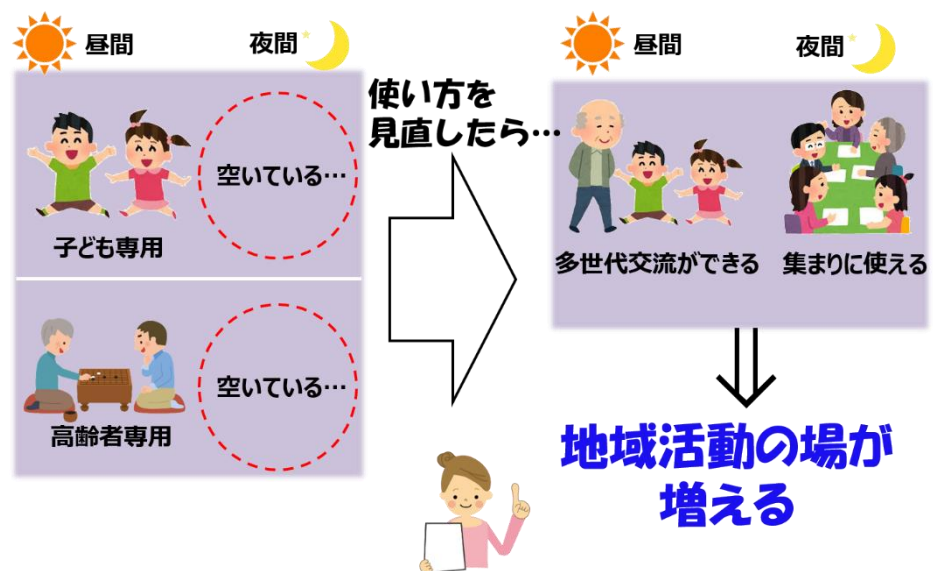 昼間
夜間
子ども専用
空いている…
高齢者専用
空いている…
使い方を
見直したら…
昼間
夜間
多世代交流ができる
集まりに使える
地域活動の場が
増える